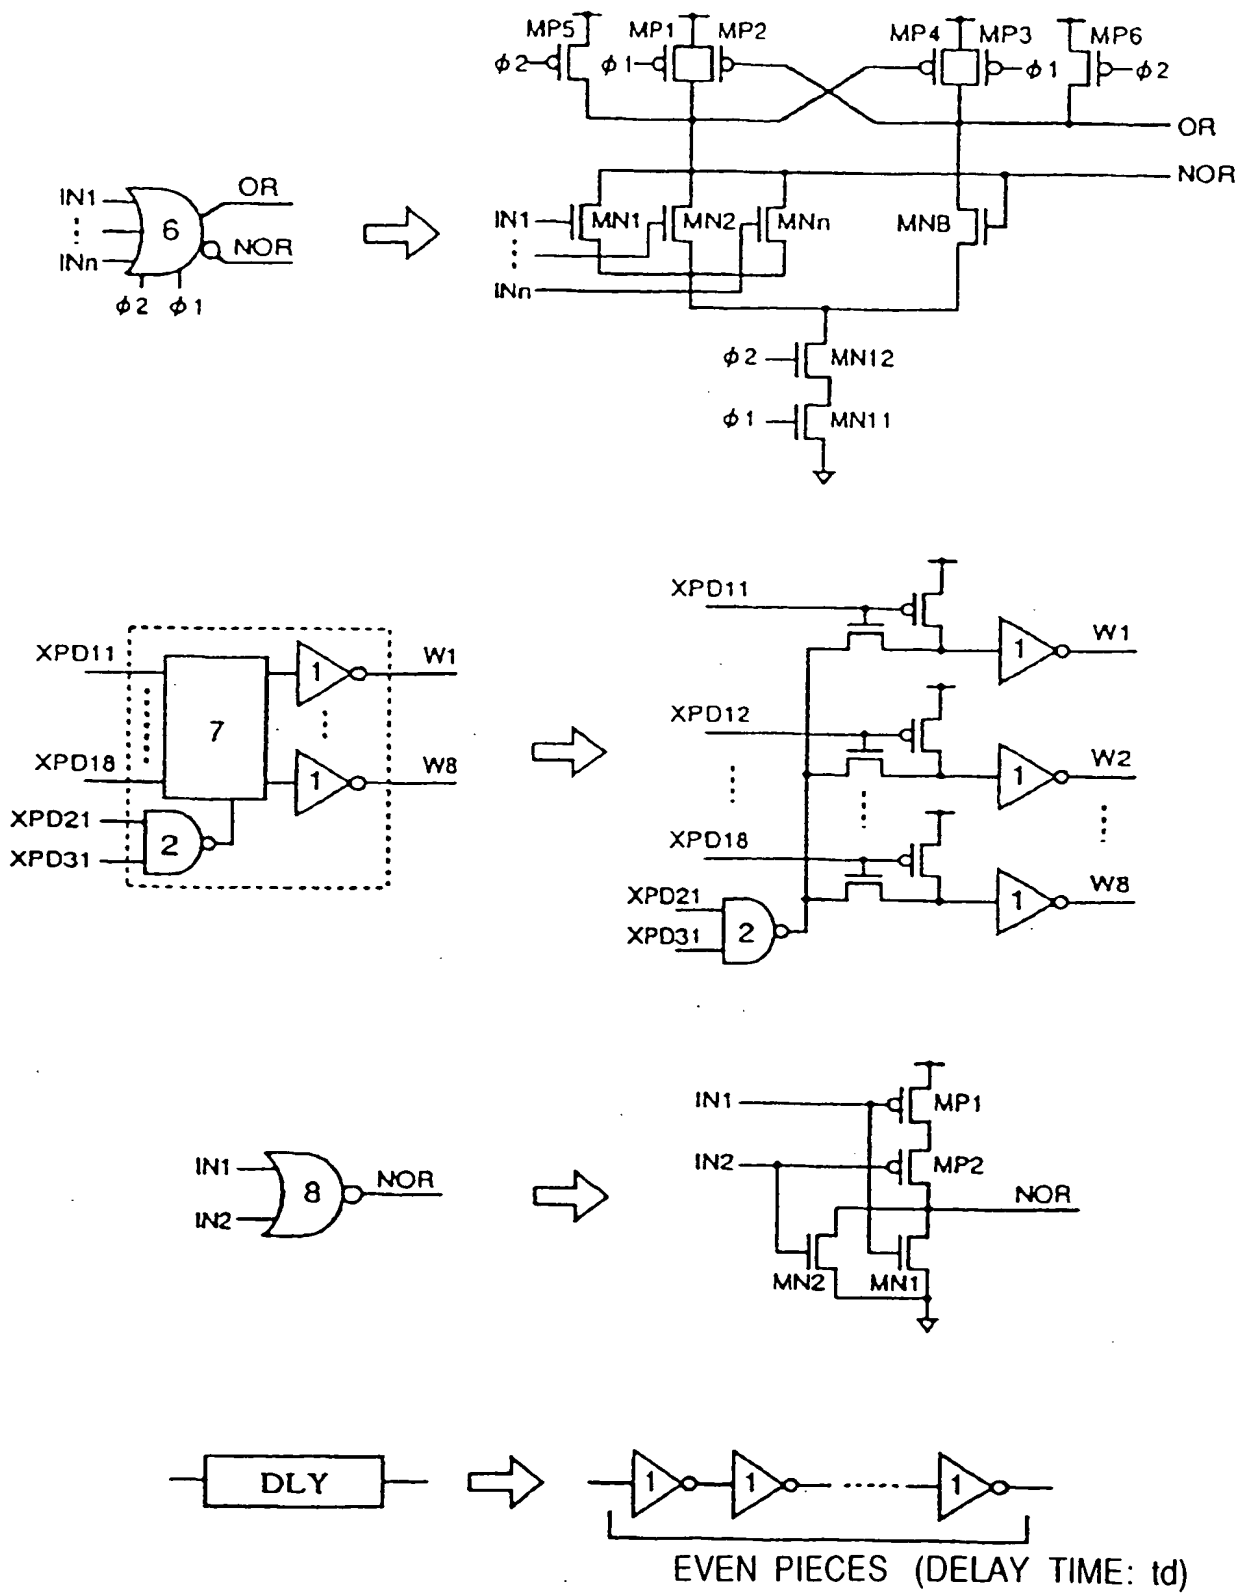 MP5 MP1 MP2 MP4 MP3 MP6
ϕ2 ϕ1 ϕ1 ϕ2
OR
NOR
IN1 OR
6
INn NOR
ϕ2 ϕ1
IN1 MN1 MN2 MNn MNB
INn
ϕ2 MN12
ϕ1 MN11
XPD11 W1
1
7
XPD18 W8
1
XPD21
2
XPD31
XPD11 W1
1
XPD12 W2
1
XPD18 W8
1
XPD21
2
XPD31
IN1 NOR
8
IN2
IN1 MP1
IN2 MP2
NOR
MN2 MN1
DLY
1 1 1
EVEN PIECES (DELAY TIME: td)